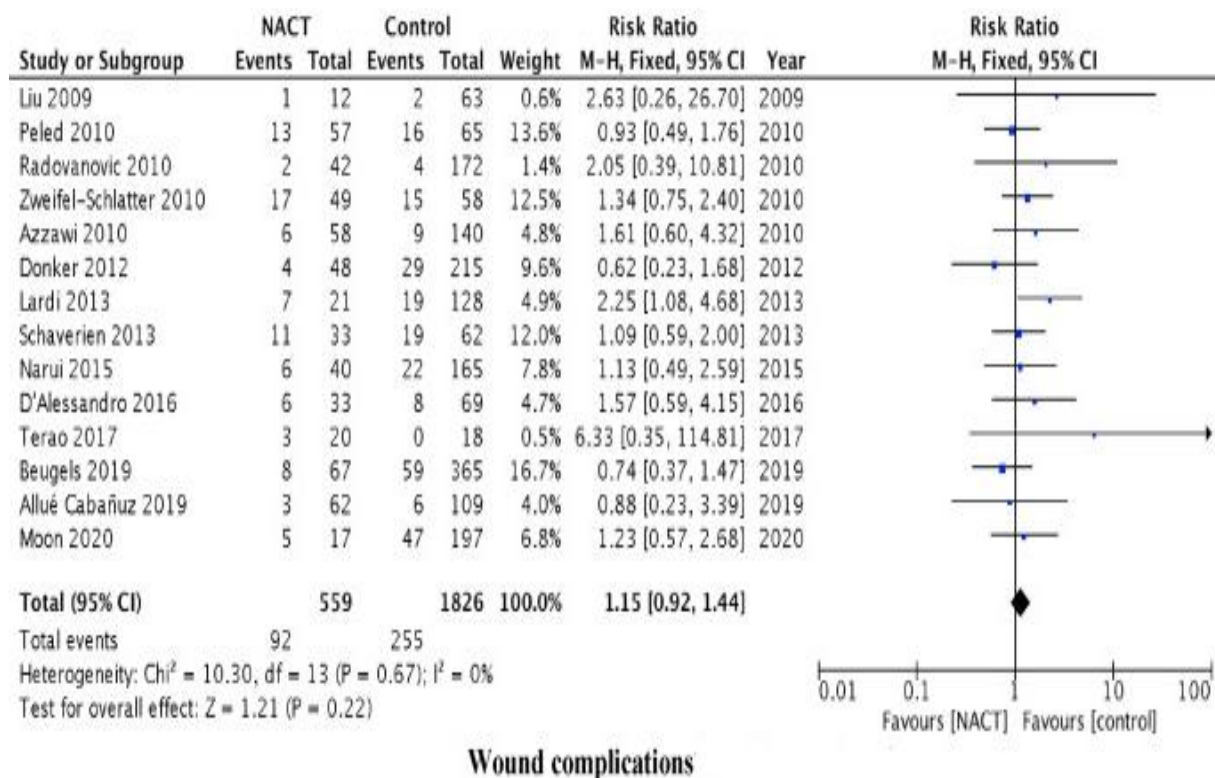 NACT Control Risk Ratio Risk Ratio
Study or Subgroup Events Total Events Total Weight M-H, Fixed, 95% CI Year M-H, Fixed, 95% CI
Liu 2009 1 12 2 63 0.6% 2.63 [0.26, 26.70] 2009
Peled 2010 13 57 16 65 13.6% 0.93 [0.49, 1.76] 2010
Radovanovic 2010 2 42 4 172 1.4% 2.05 [0.39, 10.81] 2010
Zweifel-Schlatter 2010 17 49 15 58 12.5% 1.34 [0.75, 2.40] 2010
Azzawi 2010 6 58 9 140 4.8% 1.61 [0.60, 4.32] 2010
Donker 2012 4 48 29 215 9.6% 0.62 [0.23, 1.68] 2012
Lardi 2013 7 21 19 128 4.9% 2.25 [1.08, 4.68] 2013
Schaverien 2013 11 33 19 62 12.0% 1.09 [0.59, 2.00] 2013
Narui 2015 6 40 22 165 7.8% 1.13 [0.49, 2.59] 2015
D'Alessandro 2016 6 33 8 69 4.7% 1.57 [0.59, 4.15] 2016
Terao 2017 3 20 0 18 0.5% 6.33 [0.35, 114.81] 2017
Beugels 2019 8 67 59 365 16.7% 0.74 [0.37, 1.47] 2019
Allué Cabañuz 2019 3 62 6 109 4.0% 0.88 [0.23, 3.39] 2019
Moon 2020 5 17 47 197 6.8% 1.23 [0.57, 2.68] 2020
Total (95% CI) 559 1826 100.0% 1.15 [0.92, 1.44]
Total events 92 255
Heterogeneity: Chi² = 10.30, df = 13 (P = 0.67); I² = 0%
Test for overall effect: Z = 1.21 (P = 0.22)
0.01 0.1 1 10 100
Favours [NACT] Favours [control]
Wound complications